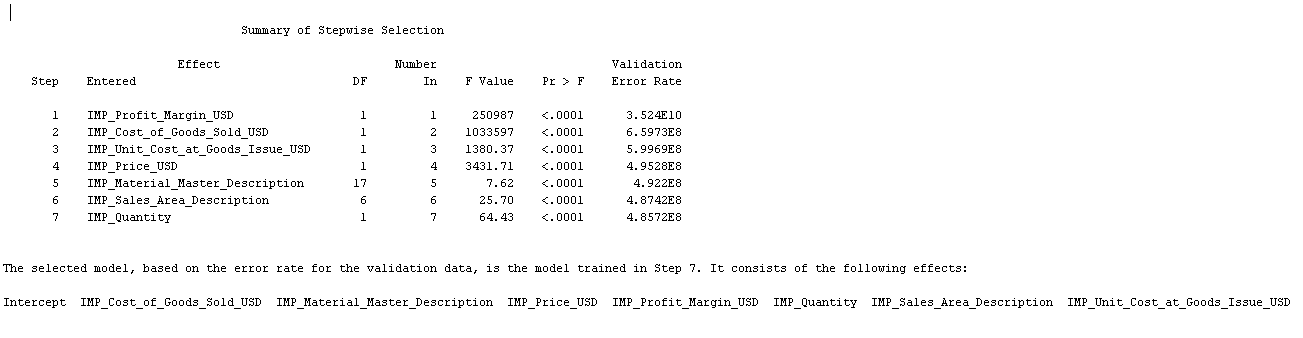 Summary of Stepwise Selection
Effect Number Validation
Step Entered DF In F Value Pr > F Error Rate
1 IMP_Profit_Margin_USD 1 1 250987 <.0001 3.524E10
2 IMP_Cost_of_Goods_Sold_USD 1 2 1033597 <.0001 6.5973E8
3 IMP_Unit_Cost_at_Goods_Issue_USD 1 3 1380.37 <.0001 5.9969E8
4 IMP_Price_USD 1 4 3431.71 <.0001 4.9528E8
5 IMP_Material_Master_Description 17 5 7.62 <.0001 4.922E8
6 IMP_Sales_Area_Description 6 6 25.70 <.0001 4.8742E8
7 IMP_Quantity 1 7 64.43 <.0001 4.8572E8
The selected model, based on the error rate for the validation data, is the model trained in Step 7. It consists of the following effects:
Intercept IMP_Cost_of_Goods_Sold_USD IMP_Material_Master_Description IMP_Price_USD IMP_Profit_Margin_USD IMP_Quantity IMP_Sales_Area_Description IMP_Unit_Cost_at_Goods_Issue_USD